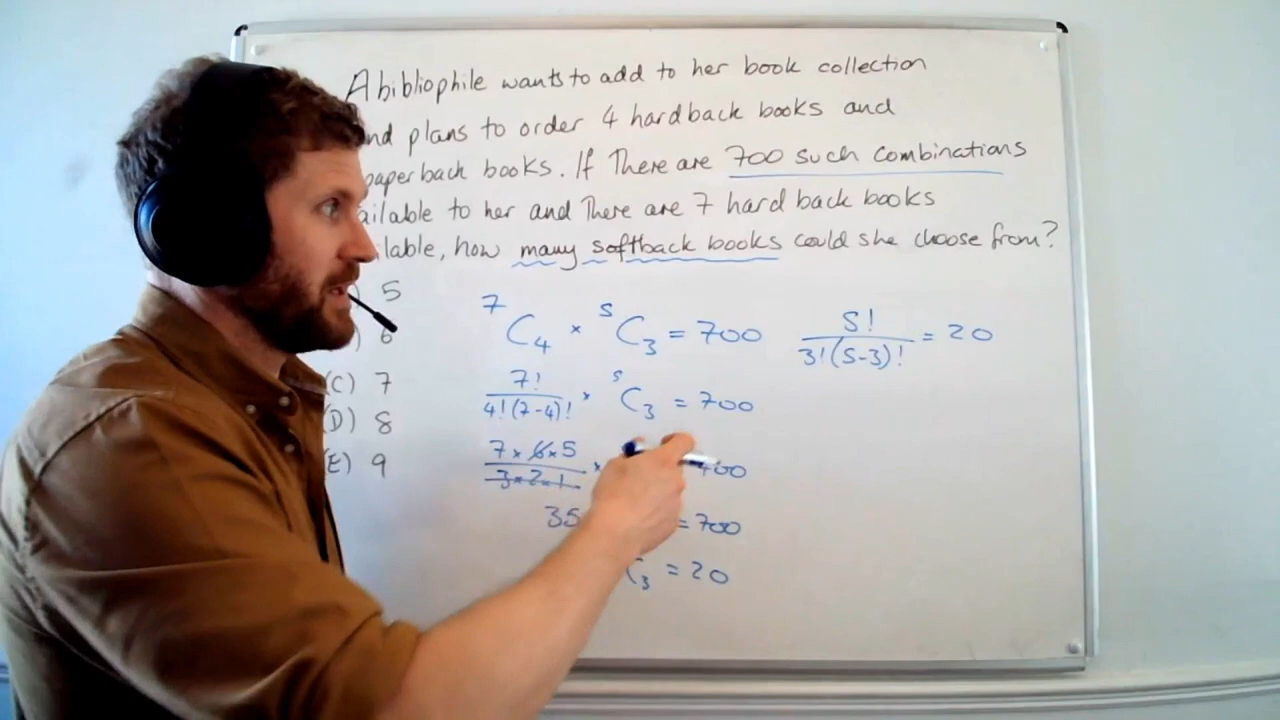 A bibliophile wants to add to her book collection
nd plans to order 4 hardback books and
paperback books. If There are 700 such combinations
ailable to her and There are 7 hard back books
ilable, how many softback books could she choose from?
) 5
) 6
(C) 7
(D) 8
(E) 9
7C4 × sC3 = 700
7!/4!(7-4)! × sC3 = 700
7×6×5/3×2×1 × 700
35 = 700
C3 = 20
s!/3!(s-3)! = 20